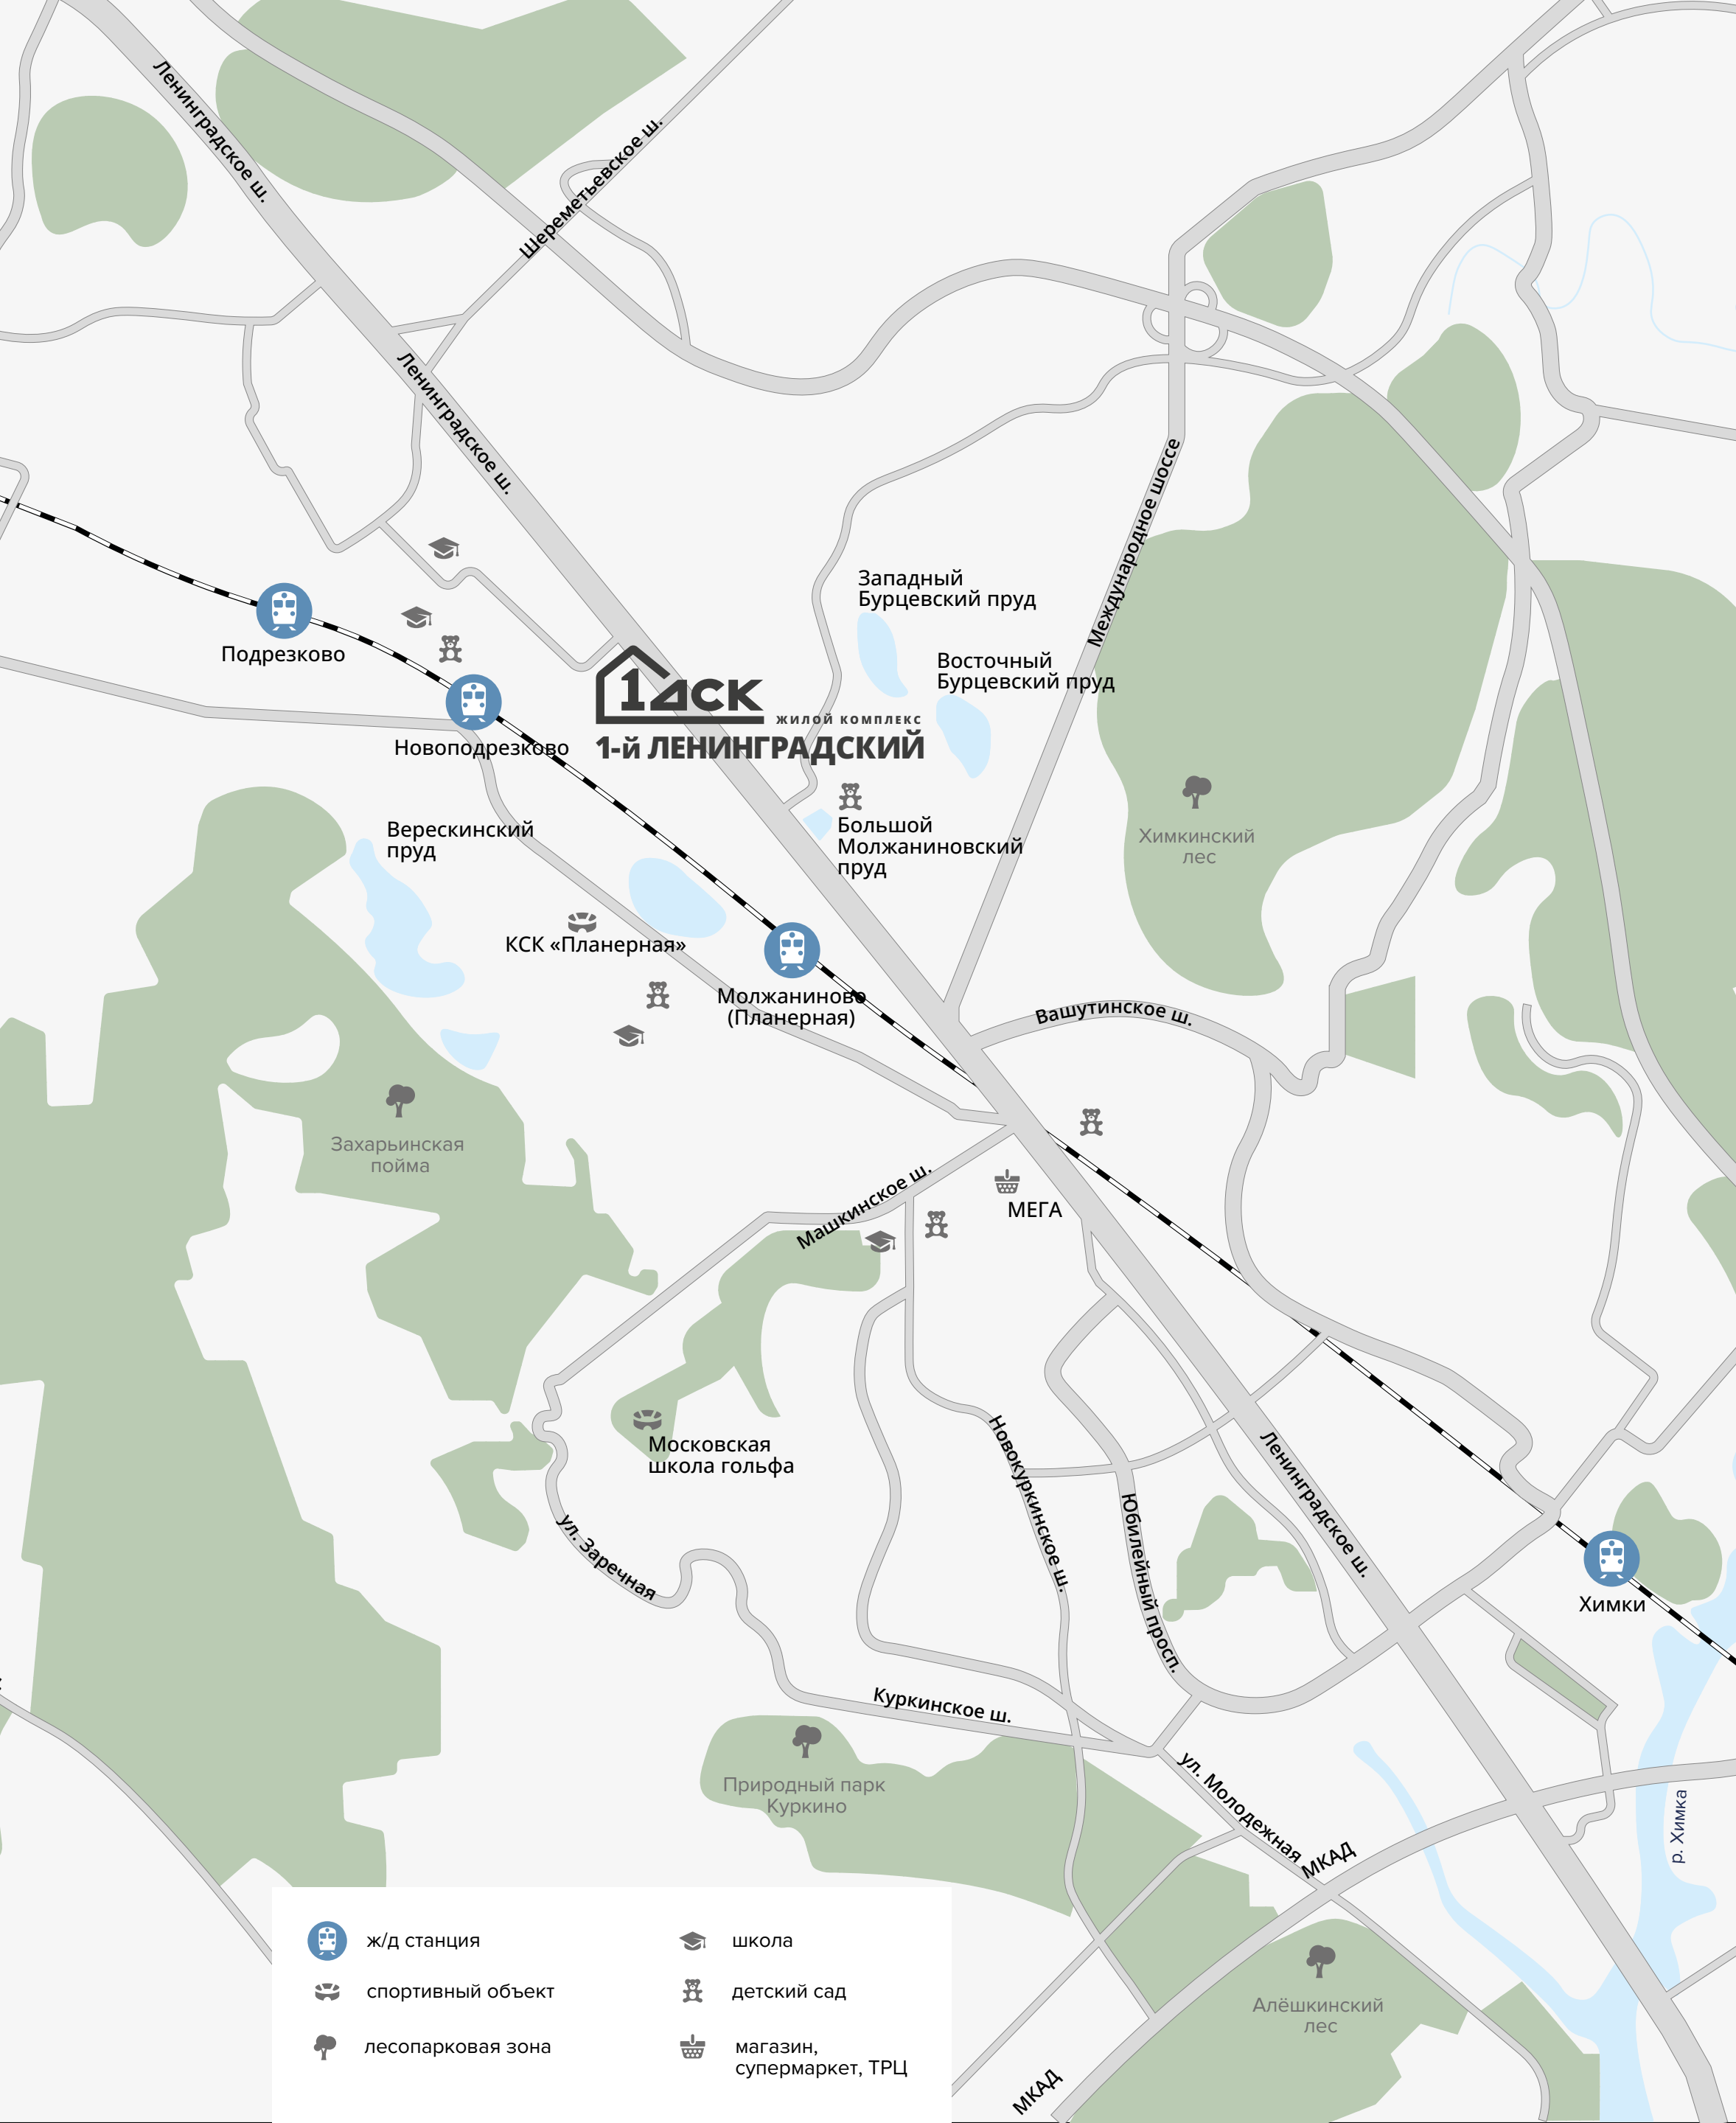 Ленинградское ш.
Шереметьевское ш.
Ленинградское ш.
Международное шоссе
Западный
Бурцевский пруд
Подрезково
Восточный
Бурцевский пруд
1ДСК
ЖИЛОЙ КОМПЛЕКС
1-й ЛЕНИНГРАДСКИЙ
Новоподрезково
Верескинский
пруд
Большой
Молжаниновский
пруд
Химкинский
лес
КСК «Планерная»
Молжаниново
(Планерная)
Вашутинское ш.
Захарьинская
пойма
Машкинское ш.
МЕГА
Московская
школа гольфа
Новокуркинское ш.
Ленинградское ш.
Юбилейный просп.
ул. Заречная
Химки
Куркинское ш.
Природный парк
Куркино
ул. Молодежная
МКАД
р. Химка
ж/д станция
школа
спортивный объект
детский сад
лесопарковая зона
магазин,
супермаркет, ТРЦ
Алёшкинский
лес
МКАД